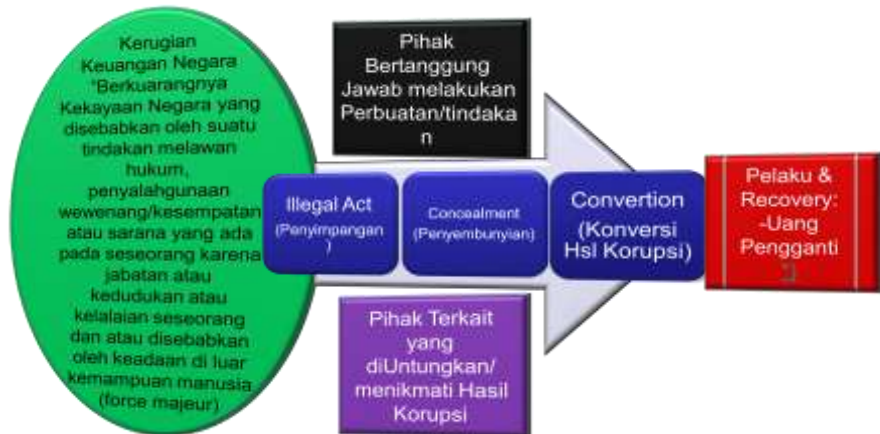 Kerugian
Keuangan Negara
"Berkuarangnya
Kekayaan Negara yang
disebabkan oleh suatu
tindakan melawan
hukum,
penyalahgunaan
wewenang/kesempatan
atau sarana yang ada
pada seseorang karena
jabatan atau
kedudukan atau
kelalaian seseorang
dan atau disebabkan
oleh keadaan di luar
kemampuan manusia
(force majeur)
Pihak
Bertanggung
Jawab melakukan
Perbuatan/tindaka
n
Illegal Act
(Penyimpangan
)
Concealment
(Penyembunyian)
Convertion
(Konversi
Hsl Korupsi)
Pihak Terkait
yang
diUntungkan/
menikmati Hasil
Korupsi
Pelaku &
Recovery:
-Uang
Pengganti